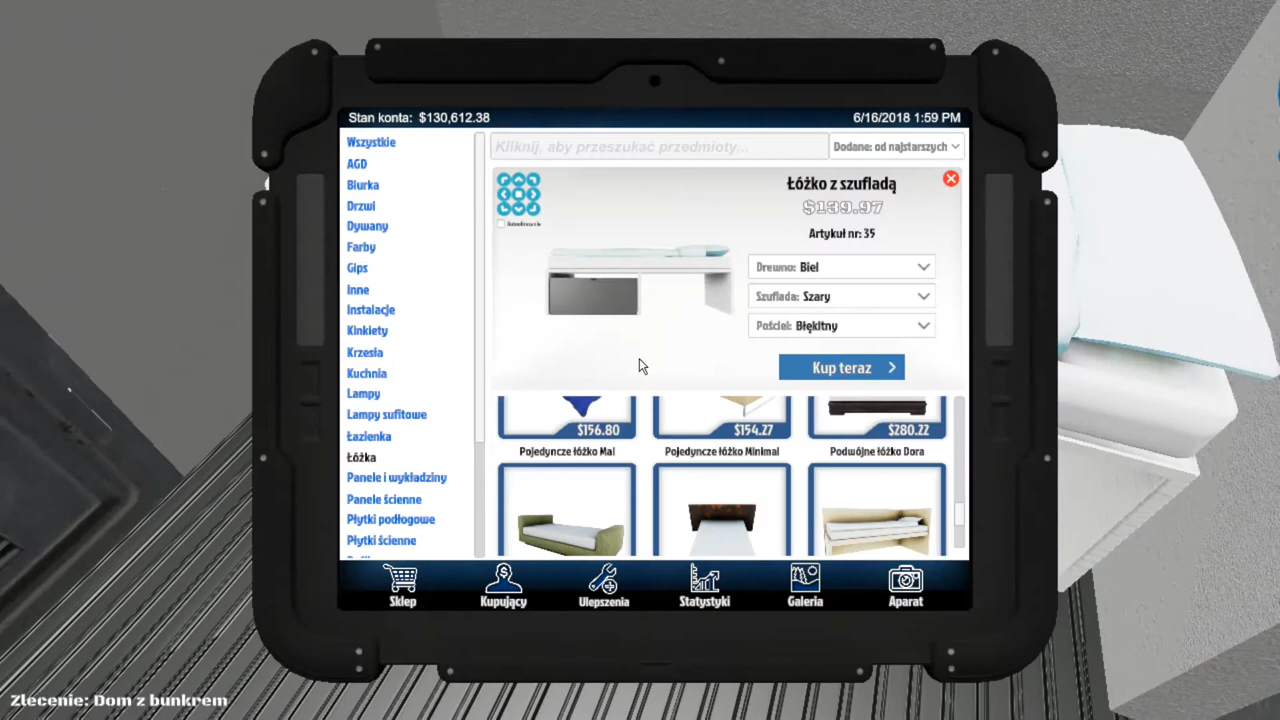 Stan konta: $130,612.38
6/16/2018 1:59 PM
Wszystkie
AGD
Biurka
Drzwi
Dywany
Farby
Gips
Inne
Instalacje
Kinkiety
Krzesła
Kuchnia
Lampy
Lampy sufitowe
Łazienka
Łóżka
Panele i wykładziny
Panele ścienne
Płytki podłogowe
Płytki ścienne
Kliknij, aby przeszukać przedmioty...
Dodane: od najstarszych
Łóżko z szufladą
$139.97
Artykuł nr: 35
Drewno: Biel
Szuflada: Szary
Pościel: Błękitny
Kup teraz
$156.80
$154.27
$280.22
Pojedyncze łóżko Mal
Pojedyncze łóżko Minimal
Podwójne łóżko Dora
Sklep
Kupujący
Ulepszenia
Statystyki
Galeria
Aparat
Zlecenie: Dom z bunkrem